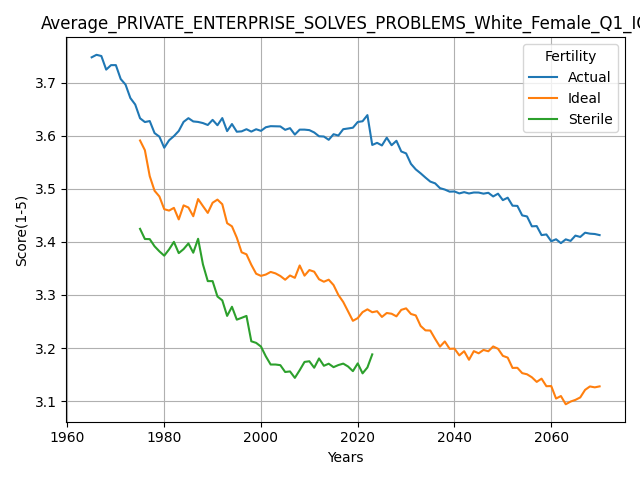 Average_PRIVATE_ENTERPRISE_SOLVES_PROBLEMS_White_Female_Q1_IC
Fertility
Actual
Ideal
Sterile
Score(1-5)
3.7
3.6
3.5
3.4
3.3
3.2
3.1
1960 1980 2000 2020 2040 2060
Years